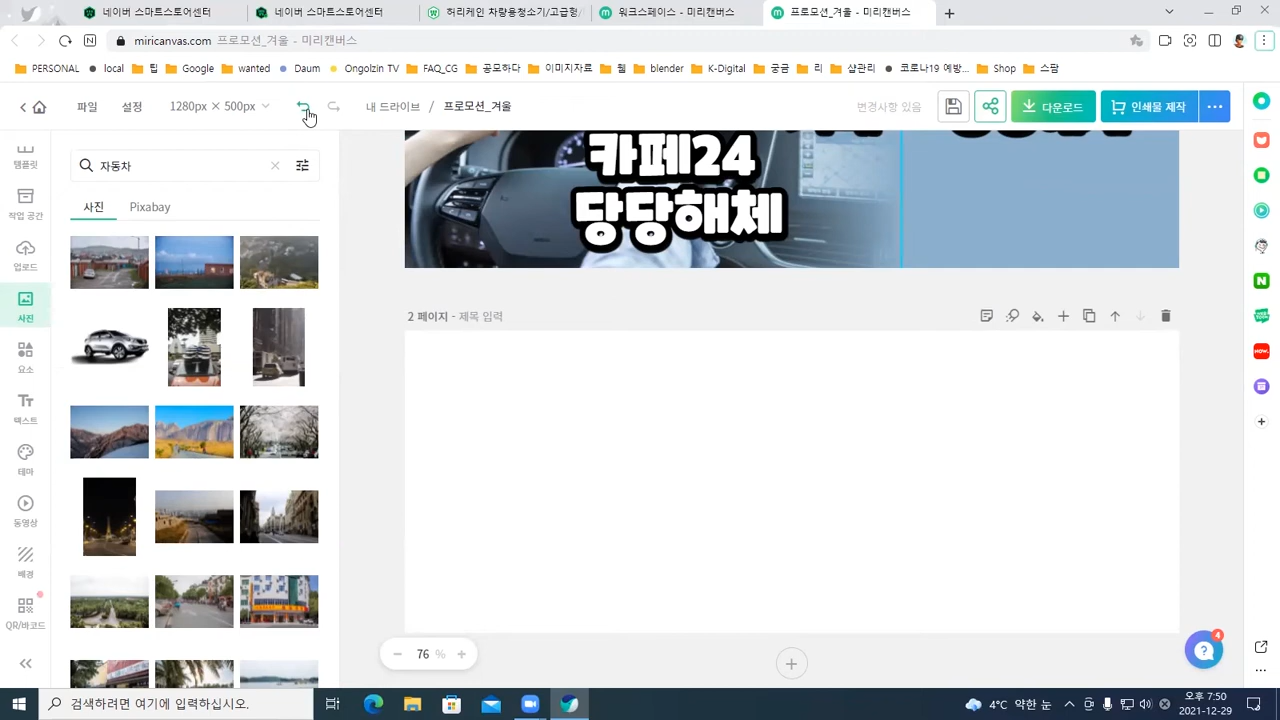 네이버 마트스토어센터
네이버 마트스토어센터
허리케인 차량용 청소기/고급형/
워크스페이스 - 미리캔버스
프로모션_겨울 - 미리캔버스
miricanvas.com 프로모션_겨울 - 미리캔버스
PERSONAL
local
팁
Google
wanted
Daum
Ongolzin TV
FAQ_CG
공모하다
이미지자료
웹
blender
K-Digital
궁금
리
샵관리
코로나19 예방...
Shop
스팜
파일
설정
1280px × 500px
내 드라이브 / 프로모션_겨울
변경사항 있음
다운로드
인쇄물 제작
템플릿
작업 공간
업로드
사진
요소
텍스트
테마
동영상
배경
QR/바코드
자동차
사진
Pixabay
카페24
당당해체
2 페이지 - 제목 입력
76 %
4
검색하려면 여기에 입력하십시오.
4°C 약한 눈
오후 7:50
2021-12-29